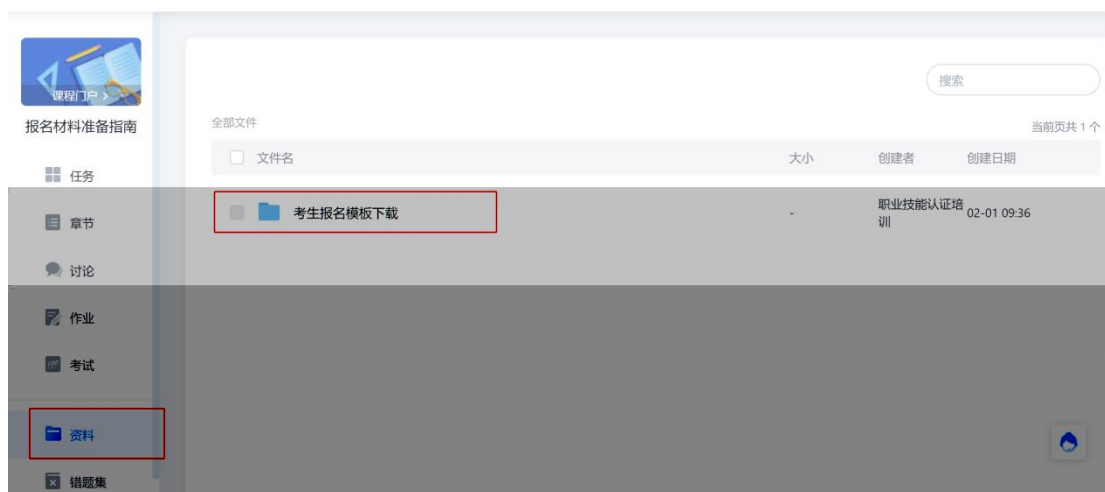 课程门户 >
报名材料准备指南
任务
章节
讨论
作业
考试
资料
错题集
搜索
全部文件
当前页共 1 个
文件名 大小 创建者 创建日期
考生报名模板下载 - 职业技能认证培 02-01 09:36
训